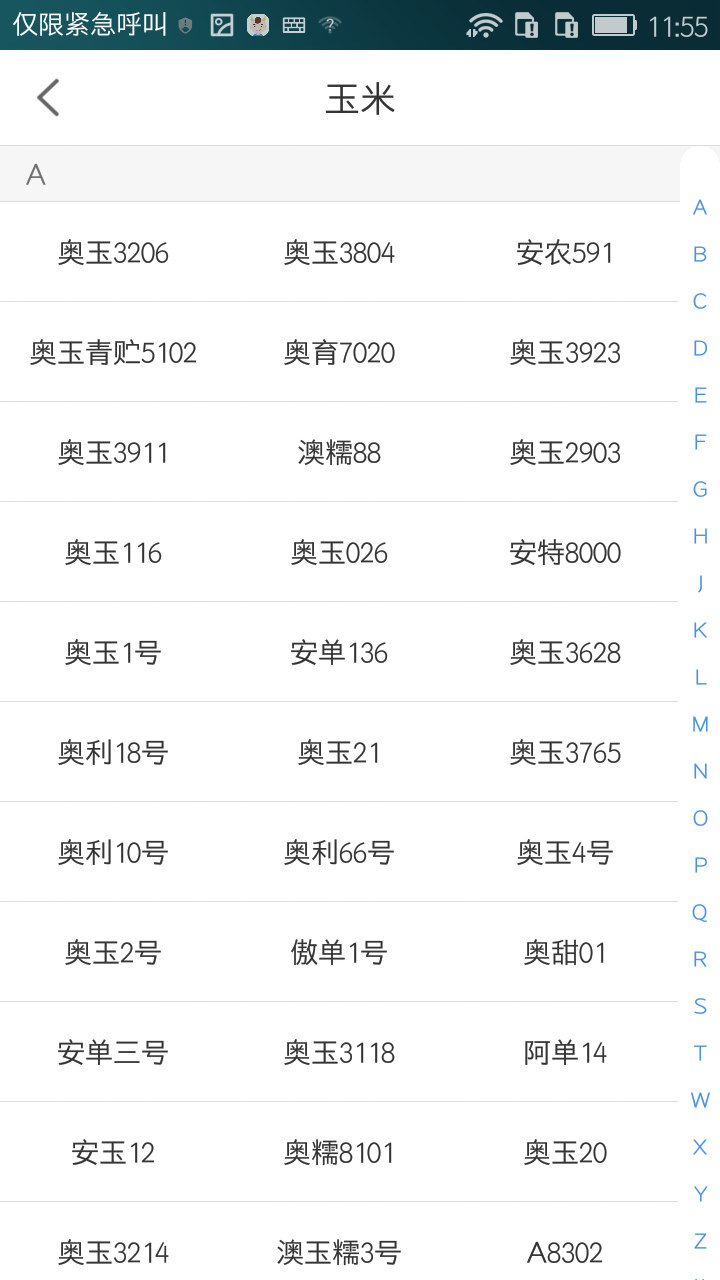 仅限紧急呼叫 11:55
玉米
A
奥玉3206 奥玉3804 安农591
奥玉青贮5102 奥育7020 奥玉3923
奥玉3911 澳糯88 奥玉2903
奥玉116 奥玉026 安特8000
奥玉1号 安单136 奥玉3628
奥利18号 奥玉21 奥玉3765
奥利10号 奥利66号 奥玉4号
奥玉2号 傲单1号 奥甜01
安单三号 奥玉3118 阿单14
安玉12 奥糯8101 奥玉20
奥玉3214 澳玉糯3号 A8302
A
B
C
D
E
F
G
H
J
K
L
M
N
O
P
Q
R
S
T
W
X
Y
Z